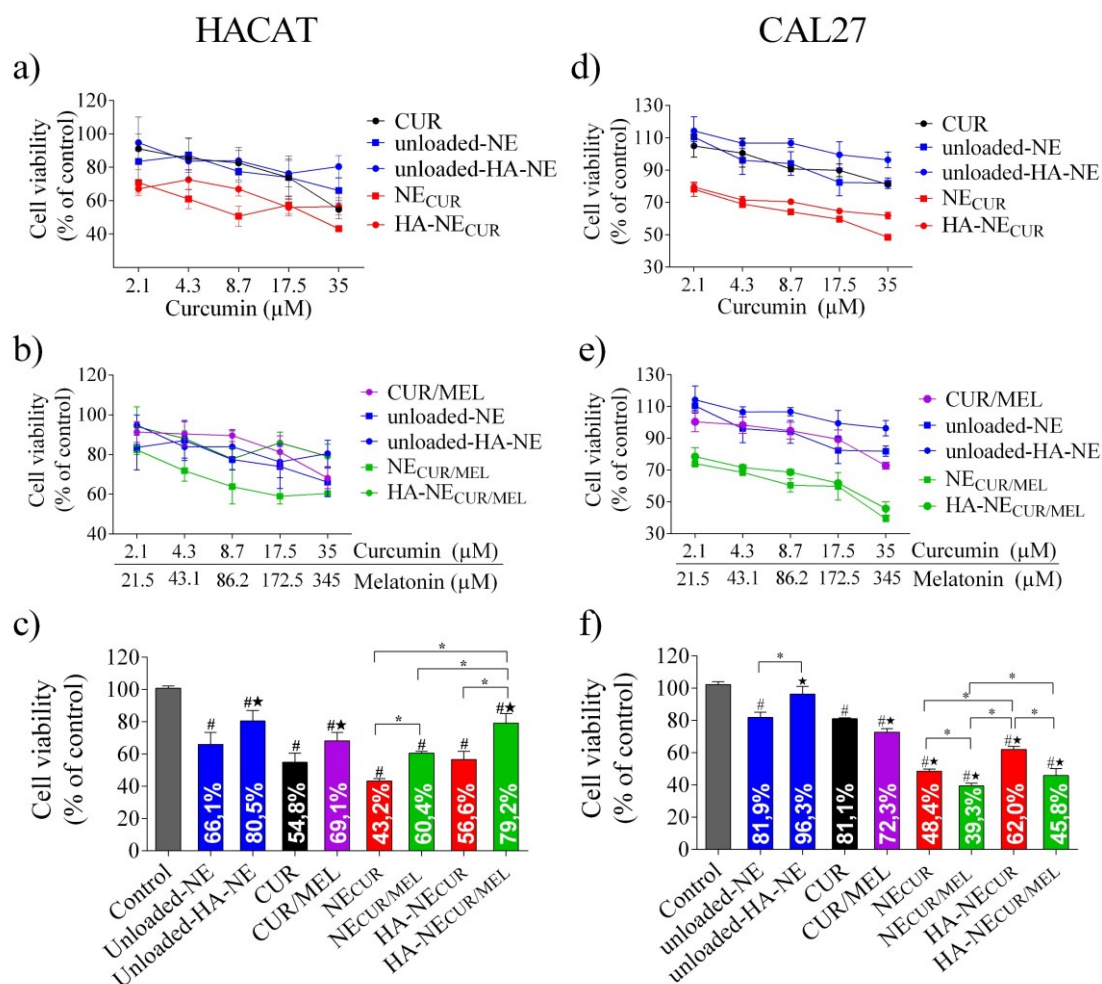 HACAT
CAL27
a)
Cell viability
(% of control)
120
100
80
60
40
2.1 4.3 8.7 17.5 35
Curcumin (µM)
CUR
unloaded-NE
unloaded-HA-NE
NECUR
HA-NECUR
d)
Cell viability
(% of control)
130
110
90
70
50
30
2.1 4.3 8.7 17.5 35
Curcumin (µM)
CUR
unloaded-NE
unloaded-HA-NE
NECUR
HA-NECUR
b)
Cell viability
(% of control)
120
100
80
60
40
2.1 4.3 8.7 17.5 35 Curcumin (µM)
21.5 43.1 86.2 172.5 345 Melatonin(µM)
CUR/MEL
unloaded-NE
unloaded-HA-NE
NECUR/MEL
HA-NECUR/MEL
e)
Cell viability
(% of control)
130
110
90
70
50
30
2.1 4.3 8.7 17.5 35 Curcumin (µM)
21.5 43.1 86.2 172.5 345 Melatonin(µM)
CUR/MEL
unloaded-NE
unloaded-HA-NE
NECUR/MEL
HA-NECUR/MEL
c)
Cell viability
(% of control)
120
100
80
60
40
20
0
*
*
*
*
# #★ # #★ # # # #★
66,1% 80,5% 54,8% 69,1% 43,2% 60,4% 56,6% 79,2%
Control
Unloaded-NE
Unloaded-HA-NE
CUR
CUR/MEL
NECUR
NECUR/MEL
HA-NECUR
HA-NECUR/MEL
f)
Cell viability
(% of control)
120
100
80
60
40
20
0
*
*
*
* *
*
# ★ # #★ #★ #★ #★ #★
81,9% 96,3% 81,1% 72,3% 48,4% 39,3% 62,0% 45,8%
Control
unloaded-NE
unloaded-HA-NE
CUR
CUR/MEL
NECUR
NECUR/MEL
HA-NECUR
HA-NECUR/MEL